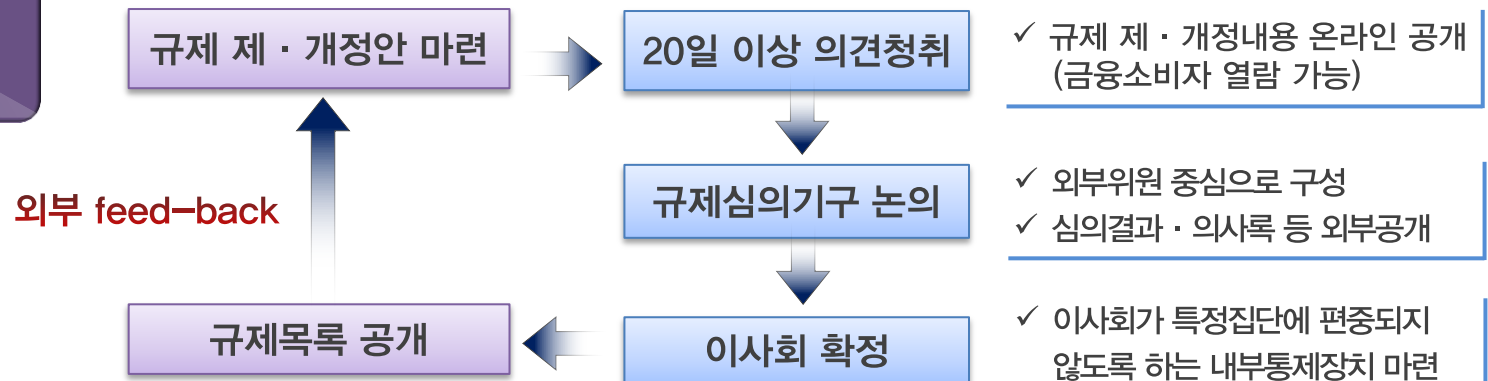 규제 제·개정안 마련
20일 이상 의견청취
✓ 규제 제·개정내용 온라인 공개
(금융소비자 열람 가능)
외부 feed-back
규제심의기구 논의
✓ 외부위원 중심으로 구성
✓ 심의결과·의사록 등 외부공개
규제목록 공개
이사회 확정
✓ 이사회가 특정집단에 편중되지
않도록 하는 내부통제장치 마련